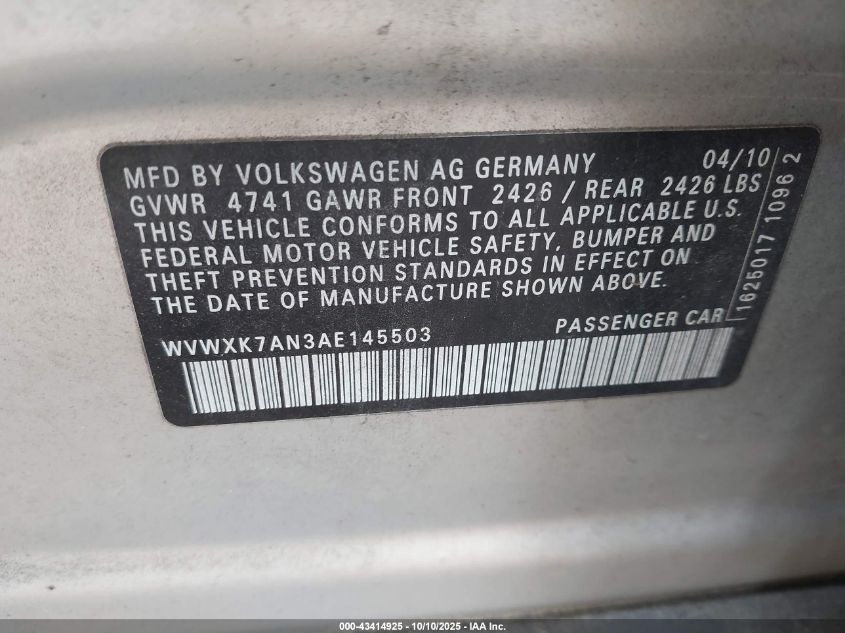 MFD BY VOLKSWAGEN AG GERMANY 04/10
GVWR 4741 GAWR FRONT 2426 / REAR 2426 LBS
THIS VEHICLE CONFORMS TO ALL APPLICABLE U.S.
FEDERAL MOTOR VEHICLE SAFETY, BUMPER AND
THEFT PREVENTION STANDARDS IN EFFECT ON
THE DATE OF MANUFACTURE SHOWN ABOVE.
WVWXK7AN3AE145503 PASSENGER CAR
1625017 1096 2
000-43414925 - 10/10/2025 - IAA Inc.